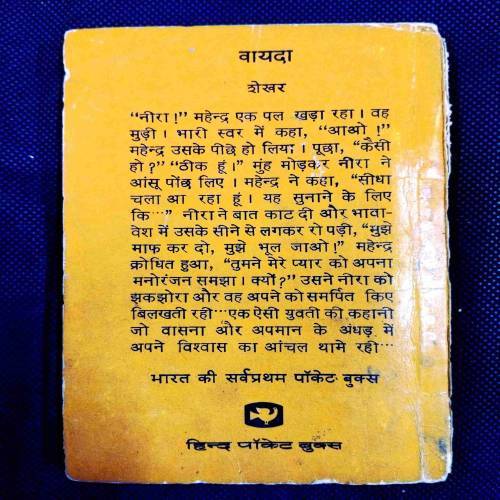 वायदा
शेखर
“नीरा !” महेन्द्र एक पल खड़ा रहा । वह
मुड़ी । भारी स्वर में कहा, “आओ !”
महेन्द्र उसके पीछे हो लिया । पूछा, “कैसी
हो ?” “ठीक हूं ।” मुंह मोड़कर नीरा ने
आंसू पोंछ लिए । महेन्द्र ने कहा, “सीधा
चला आ रहा हूं । यह सुनाने के लिए
कि...” नीरा ने बात काट दी और भावा-
वेश में उसके सीने से लगकर रो पड़ी, “मुझे
माफ कर दो, मुझे भूल जाओ !” महेन्द्र
क्रोधित हुआ, “तुमने मेरे प्यार को अपना
मनोरंजन समझा । क्यों ?” उसने नीरा को
झकझोरा और वह अपने को समर्पित किए
बिलखती रही...एक ऐसी युवती की कहानी
जो वासना और अपमान के अंधड़ में
अपने विश्वास का आंचल थामे रही...
भारत की सर्वप्रथम पॉकेट बुक्स
हिन्द पॉकेट बुक्स